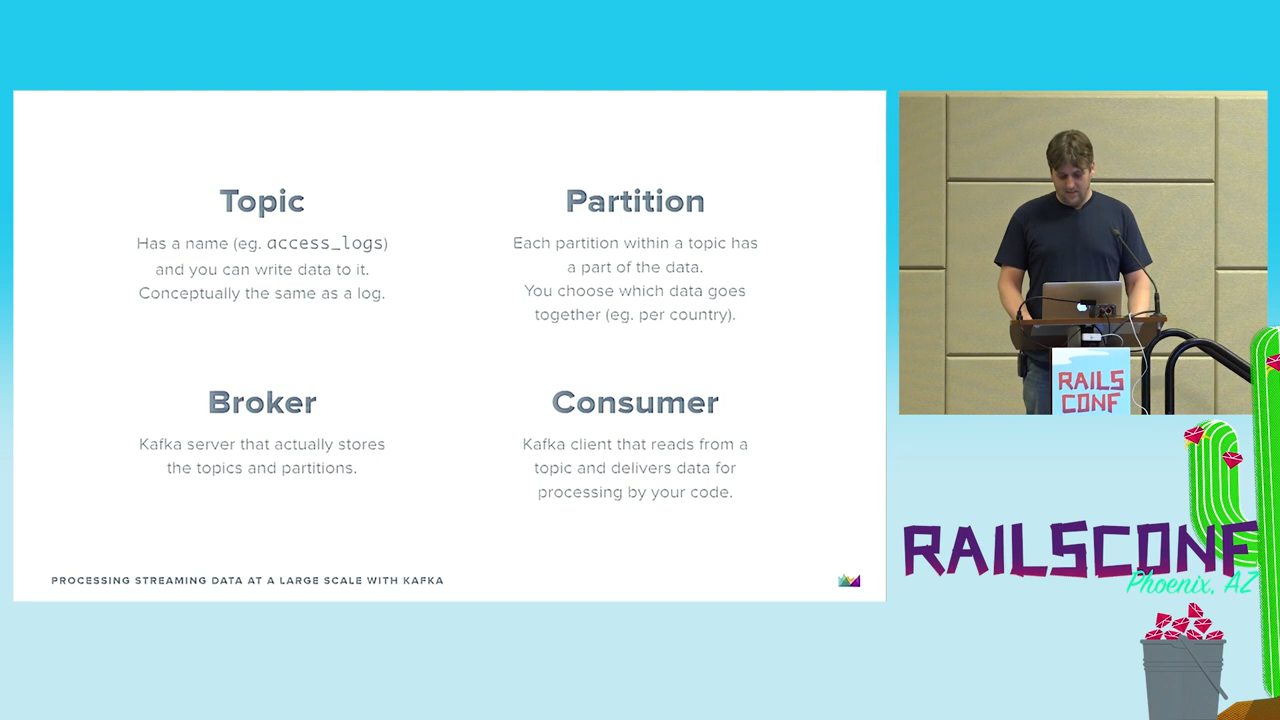 Topic
Has a name (eg. access_logs)
and you can write data to it.
Conceptually the same as a log.
Partition
Each partition within a topic has
a part of the data.
You choose which data goes
together (eg. per country).
Broker
Kafka server that actually stores
the topics and partitions.
Consumer
Kafka client that reads from a
topic and delivers data for
processing by your code.
PROCESSING STREAMING DATA AT A LARGE SCALE WITH KAFKA
RAILS
CONF
RAILSCONF
Phoenix, AZ